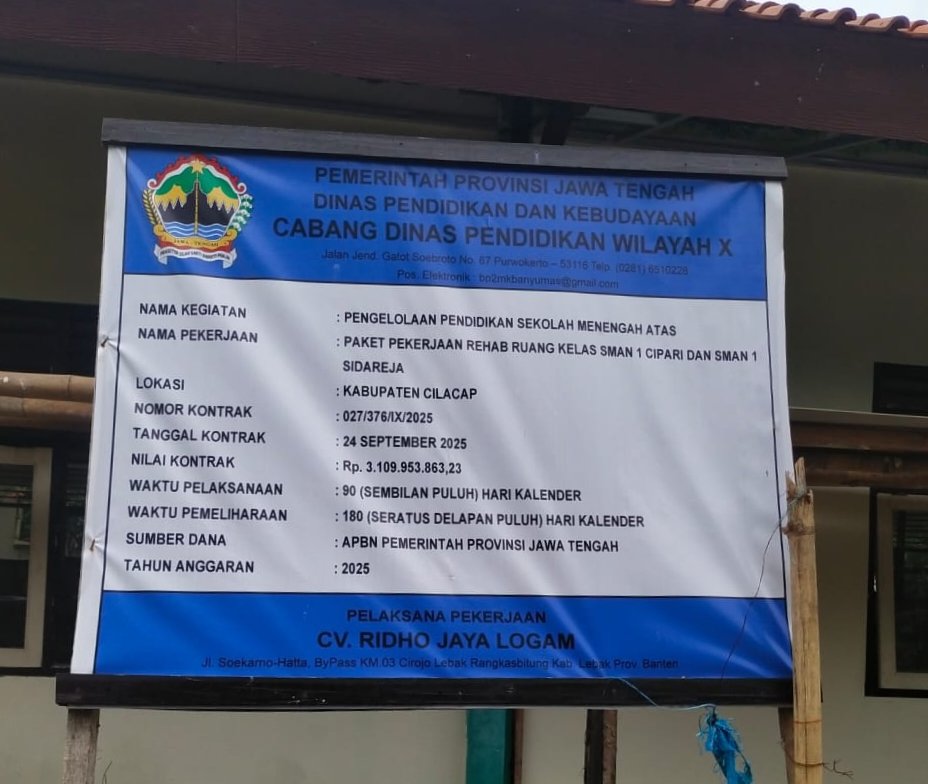 PEMERINTAH PROVINSI JAWA TENGAH
DINAS PENDIDIKAN DAN KEBUDAYAAN
CABANG DINAS PENDIDIKAN WILAYAH X
Jalan Jend. Gatot Soebroto No. 67 Purwokerto – 53116 Telp. (0281) 6510228
Pos. Elektronik : bp2mkbanyumas@gmail.com
JAWA TENGAH
NAMA KEGIATAN : PENGELOLAAN PENDIDIKAN SEKOLAH MENENGAH ATAS
NAMA PEKERJAAN : PAKET PEKERJAAN REHAB RUANG KELAS SMAN 1 CIPARI DAN SMAN 1
SIDAREJA
LOKASI : KABUPATEN CILACAP
NOMOR KONTRAK : 027/376/IX/2025
TANGGAL KONTRAK : 24 SEPTEMBER 2025
NILAI KONTRAK : Rp. 3.109.953.863,23
WAKTU PELAKSANAAN : 90 (SEMBILAN PULUH) HARI KALENDER
WAKTU PEMELIHARAAN : 180 (SERATUS DELAPAN PULUH) HARI KALENDER
SUMBER DANA : APBN PEMERINTAH PROVINSI JAWA TENGAH
TAHUN ANGGARAN : 2025
PELAKSANA PEKERJAAN
CV. RIDHO JAYA LOGAM
Jl. Soekarno-Hatta, ByPass KM.03 Cirojo Lebak Rangkasbitung Kab. Lebak Prov. Banten